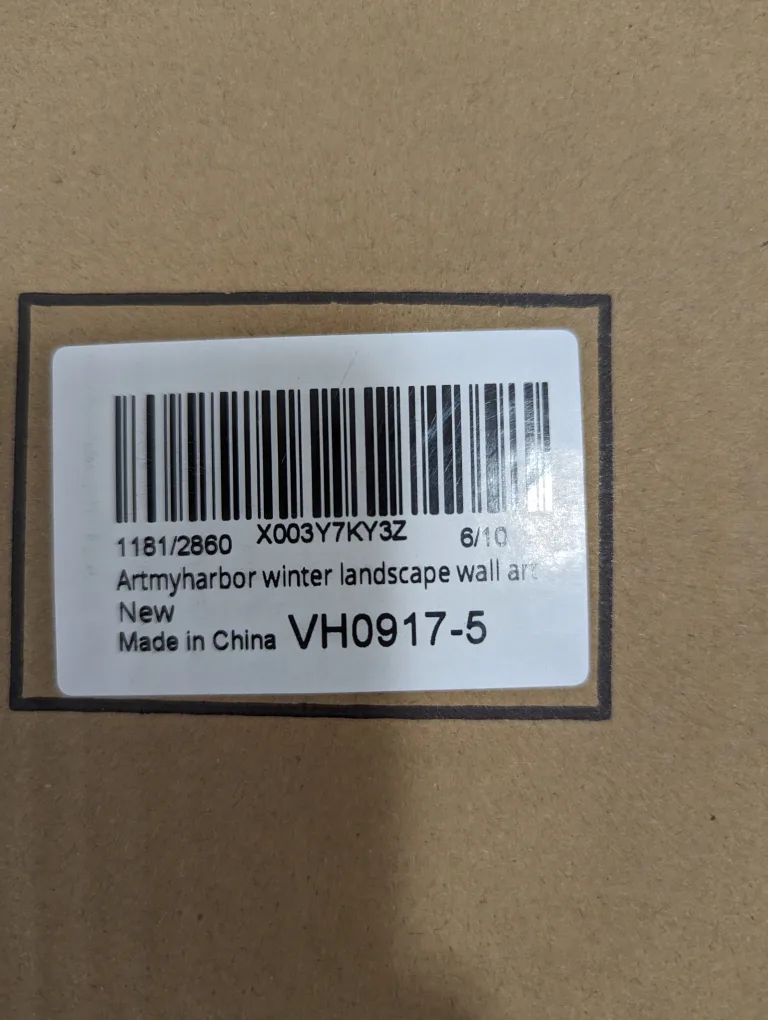 1181/2860 X003Y7KY3Z 6/10
Artmyharbor winter landscape wall art
New
Made in China VH0917-5